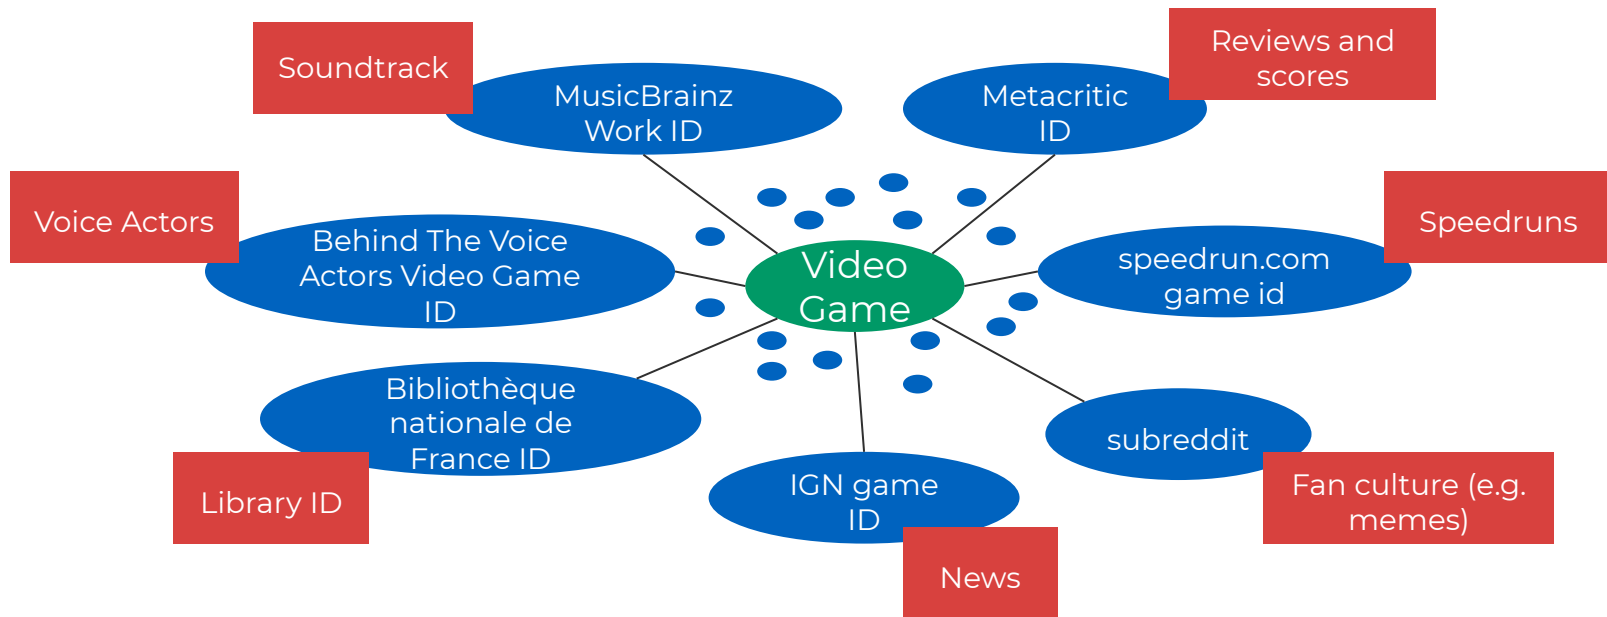 Soundtrack
MusicBrainz
Work ID
Metacritic
ID
Reviews and
scores
Voice Actors
Behind The Voice
Actors Video Game
ID
Video
Game
speedrun.com
game id
Speedruns
Bibliothèque
nationale de
France ID
Library ID
IGN game
ID
News
subreddit
Fan culture (e.g.
memes)